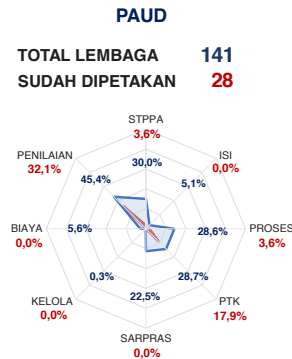 PAUD
TOTAL LEMBAGA 141
SUDAH DIPETAKAN 28
STPPA
3,6%
30,0%
PENILAIAN
32,1%
45,4%
ISI
0,0%
5,1%
BIAYA
0,0%
5,6%
28,6%
PROSES
3,6%
0,3%
28,7%
KELOLA
0,0%
22,5%
PTK
17,9%
SARPRAS
0,0%